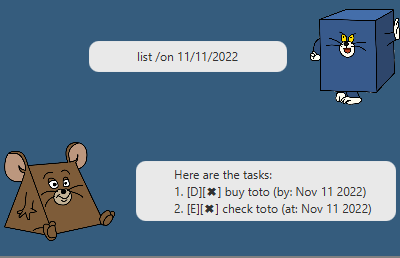 list /on 11/11/2022
Here are the tasks:
1. [D][✖] buy toto (by: Nov 11 2022)
2. [E][✖] check toto (at: Nov 11 2022)